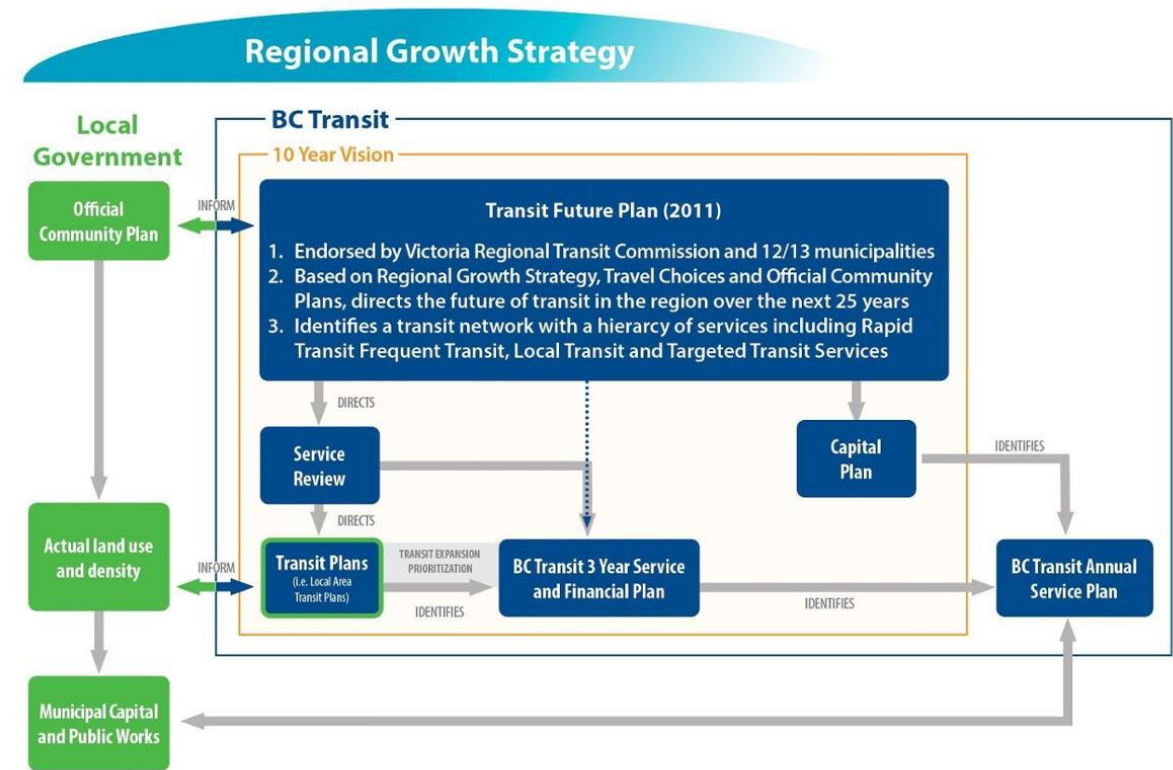 Regional Growth Strategy
Local
Government
BC Transit
10 Year Vision
Official
Community Plan
INFORM
Transit Future Plan (2011)
1. Endorsed by Victoria Regional Transit Commission and 12/13 municipalities
2. Based on Regional Growth Strategy, Travel Choices and Official Community
Plans, directs the future of transit in the region over the next 25 years
3. Identifies a transit network with a hierarcy of services including Rapid
Transit Frequent Transit, Local Transit and Targeted Transit Services
DIRECTS
Service
Review
Capital
Plan
IDENTIFIES
DIRECTS
Actual land use
and density
INFORM
Transit Plans
(i.e. Local Area
Transit Plans)
TRANSIT EXPANSION
PRIORITIZATION
IDENTIFIES
BC Transit 3 Year Service
and Financial Plan
IDENTIFIES
BC Transit Annual
Service Plan
Municipal Capital
and Public Works